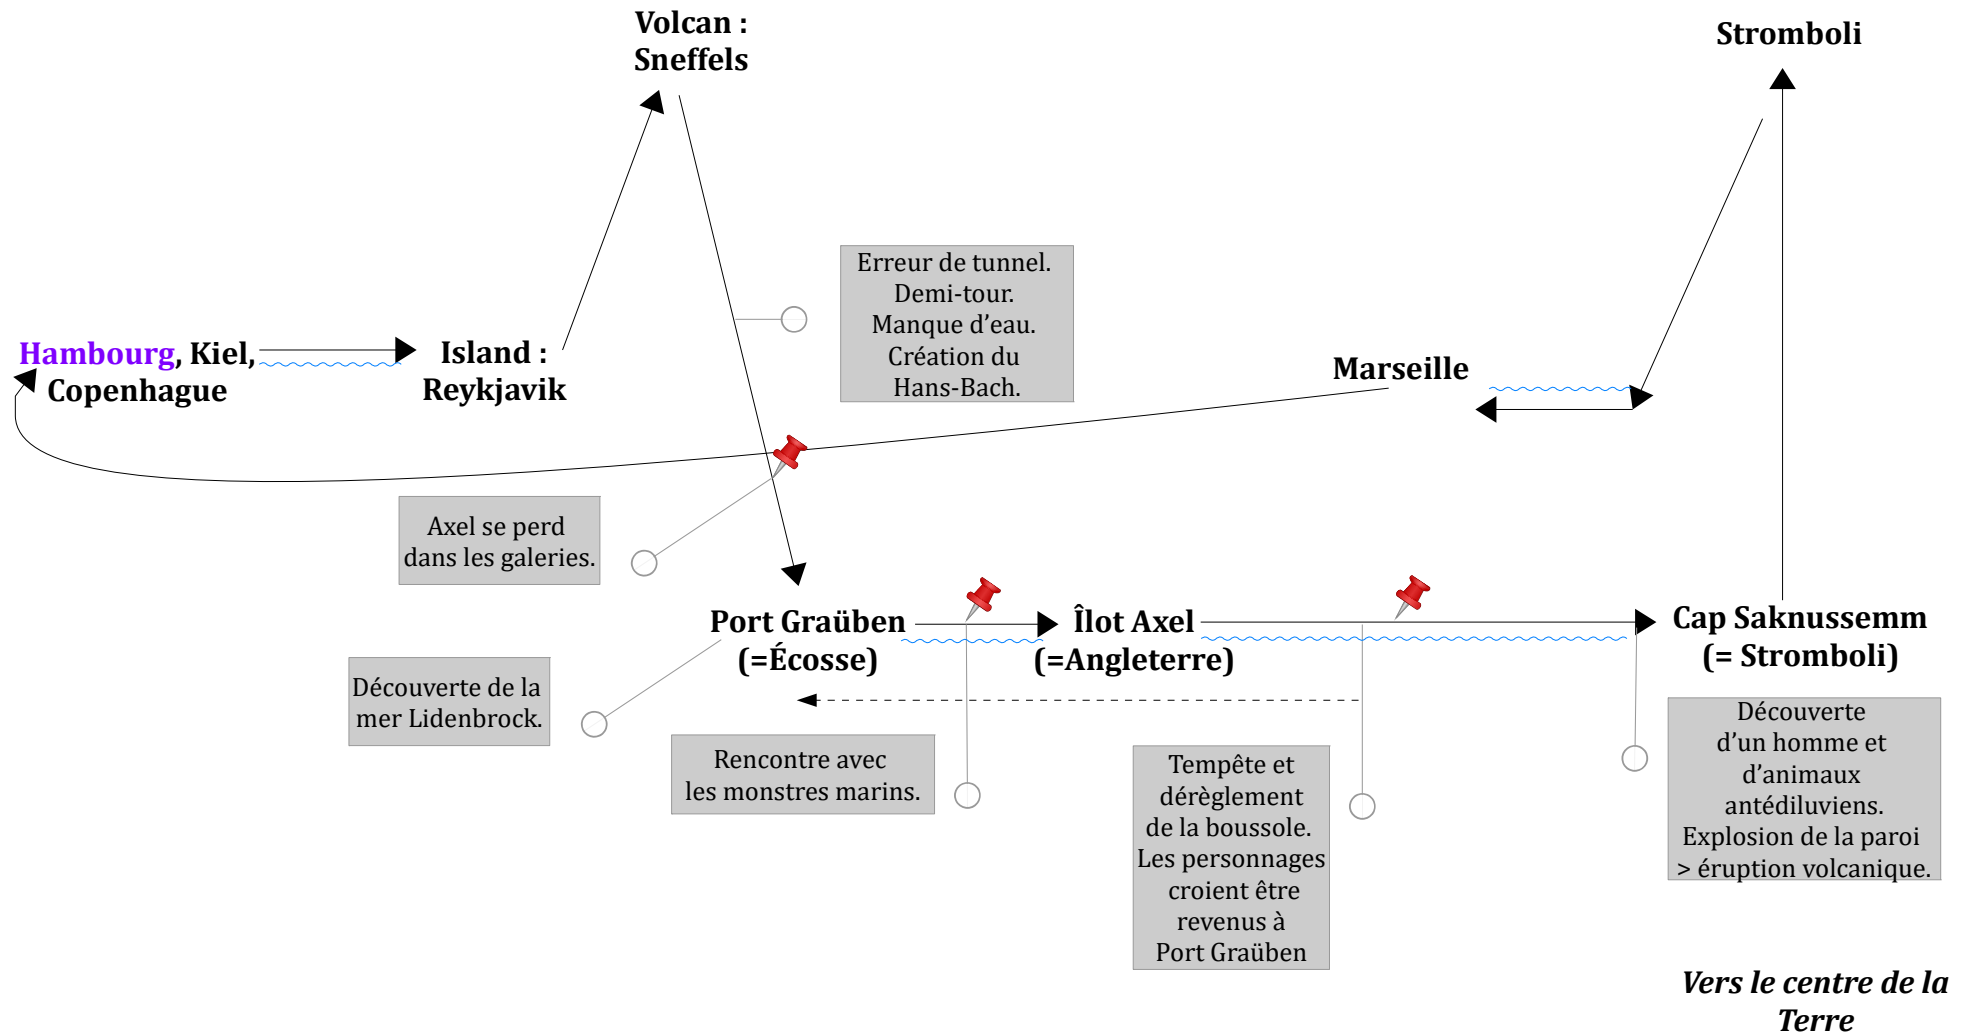 Volcan :
Sneffels
Stromboli
Erreur de tunnel.
Demi-tour.
Manque d’eau.
Création du
Hans-Bach.
Hambourg, Kiel,
Copenhague
Island :
Reykjavik
Marseille
Axel se perd
dans les galeries.
Port Graüben
(=Écosse)
Îlot Axel
(=Angleterre)
Cap Saknussemm
(= Stromboli)
Découverte de la
mer Lidenbrock.
Rencontre avec
les monstres marins.
Tempête et
dérèglement
de la boussole.
Les personnages
croient être
revenus à
Port Graüben
Découverte
d’un homme et
d’animaux
antédiluviens.
Explosion de la paroi
> éruption volcanique.
Vers le centre de la
Terre